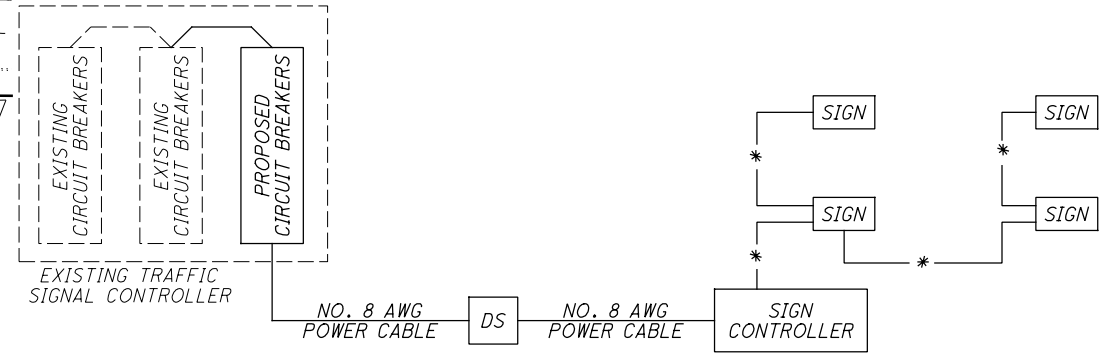 EXISTING
CIRCUIT BREAKERS
EXISTING
CIRCUIT BREAKERS
PROPOSED
CIRCUIT BREAKERS
EXISTING TRAFFIC
SIGNAL CONTROLLER
NO. 8 AWG
POWER CABLE
DS
NO. 8 AWG
POWER CABLE
SIGN
CONTROLLER
SIGN
SIGN
SIGN
SIGN
*
*
*
*